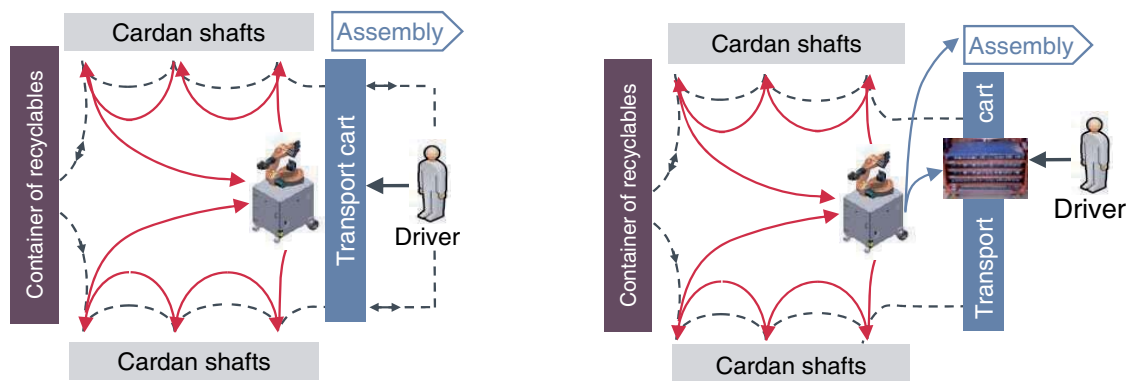 Cardan shafts
Assembly
Container of recyclables
Transport cart
Driver
Cardan shafts
Cardan shafts
Assembly
Container of recyclables
cart
Transport
Driver
Cardan shafts